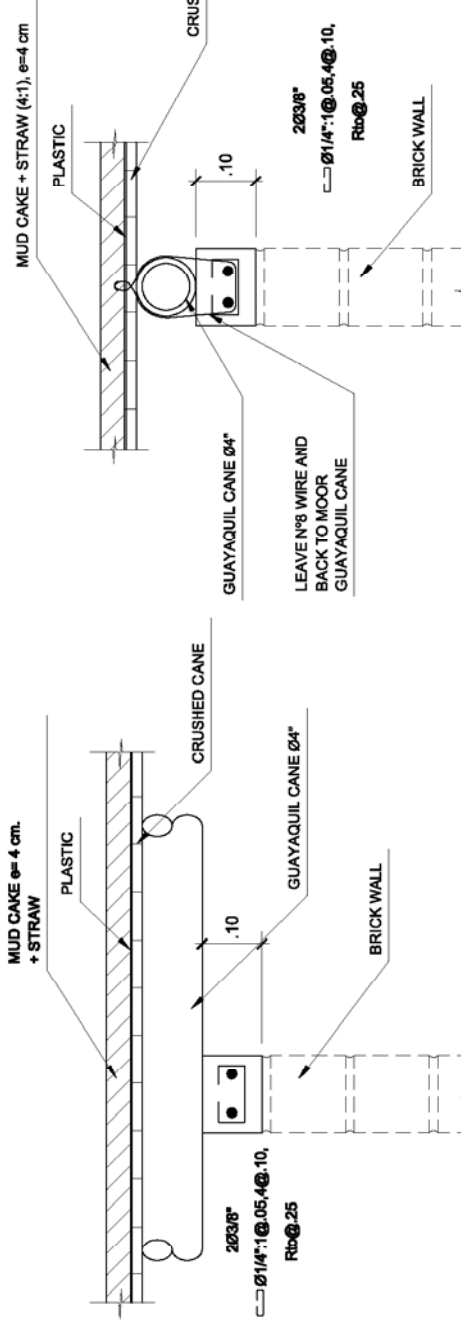 MUD CAKE e= 4 cm.
+ STRAW
PLASTIC
CRUSHED CANE
GUAYAQUIL CANE Ø4"
.10
BRICK WALL
2Ø3/8"
Ø1/4":1@.05,4@.10,
Rto@.25
MUD CAKE + STRAW (4:1), e=4 cm
PLASTIC
CRUS
GUAYAQUIL CANE Ø4"
LEAVE Nº8 WIRE AND
BACK TO MOOR
GUAYAQUIL CANE
.10
2Ø3/8"
Ø1/4":1@.05,4@.10,
Rto@.25
BRICK WALL